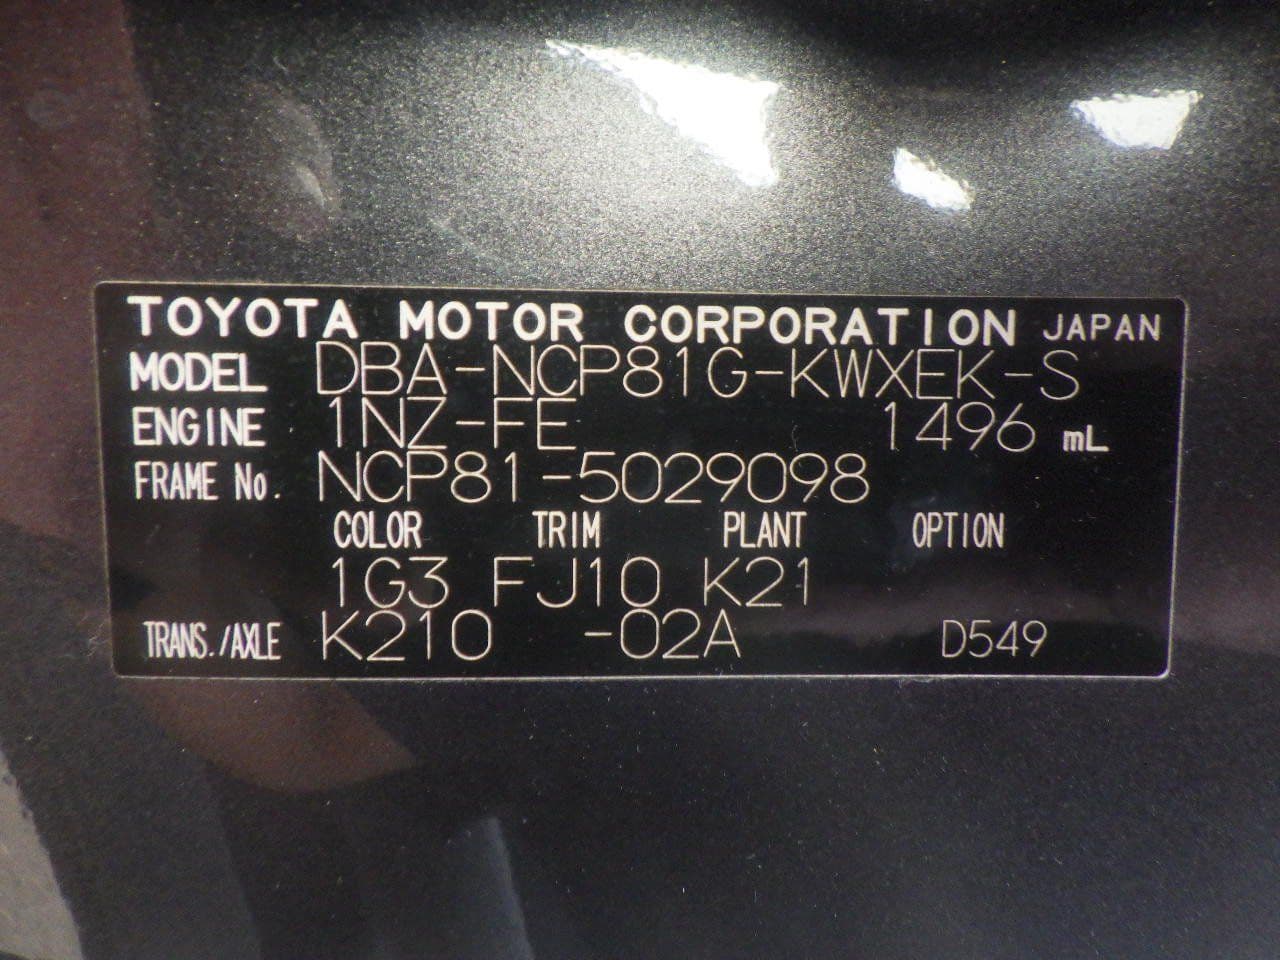 TOYOTA MOTOR CORPORATION JAPAN
MODEL DBA-NCP81G-KWXEK-S
ENGINE 1NZ-FE 1496 mL
FRAME No. NCP81-5029098
COLOR TRIM PLANT OPTION
1G3 FJ10 K21
TRANS./AXLE K210 -02A D549